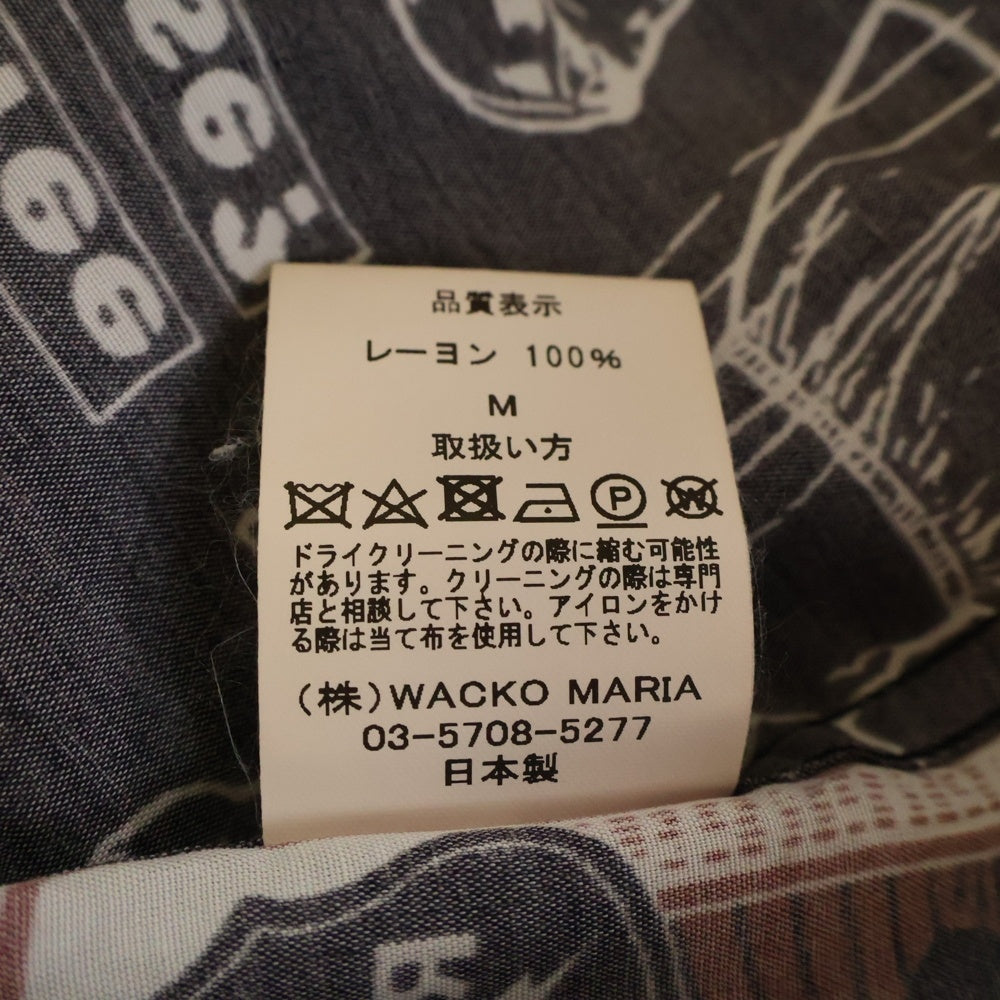 品質表示
レーヨン 100%
M
取扱い方
P
W
ドライクリーニングの際に縮む可能性
があります。クリーニングの際は専門
店と相談して下さい。アイロンをかけ
る際は当て布を使用して下さい。
(株)WACKO MARIA
03-5708-5277
日本製